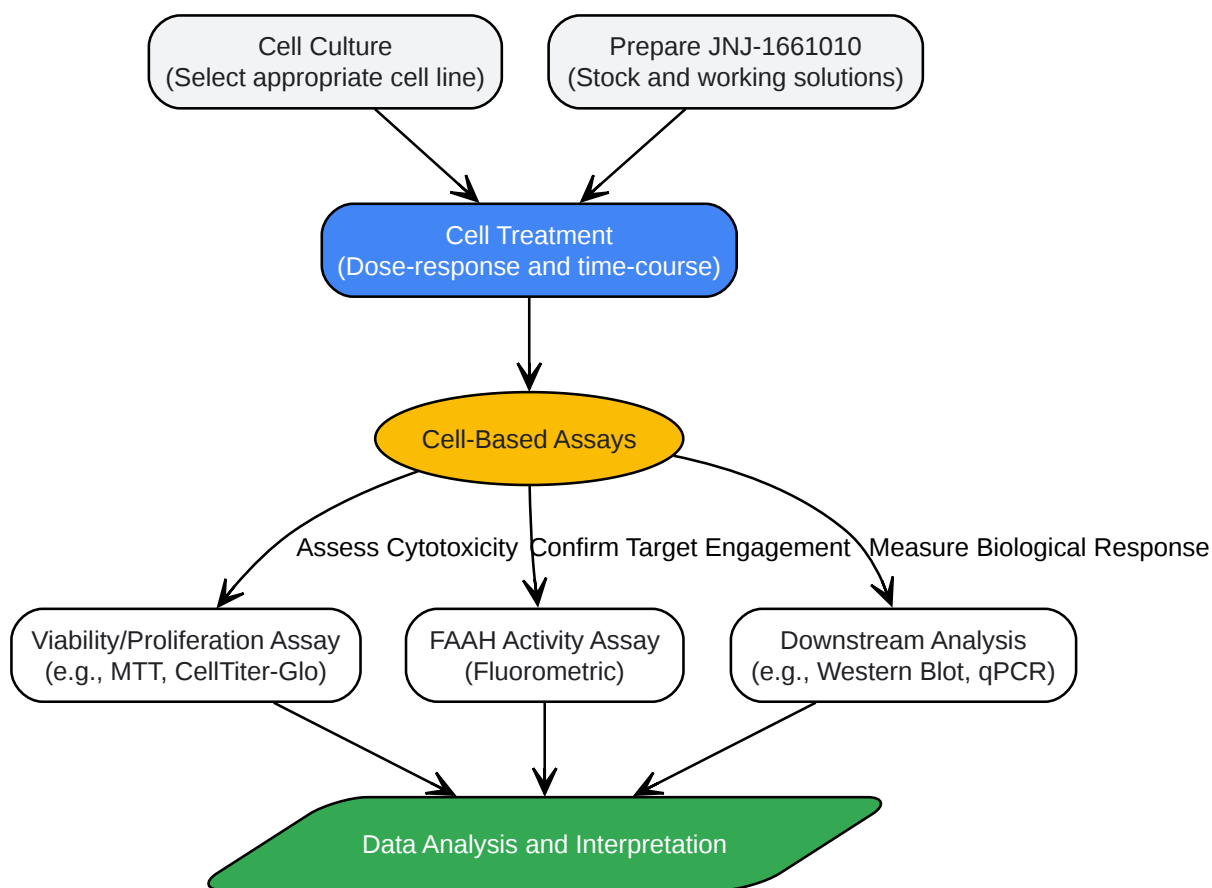 Cell Culture
(Select appropriate cell line)
Prepare JNJ-1661010
(Stock and working solutions)
Cell Treatment
(Dose-response and time-course)
Cell-Based Assays
Assess Cytotoxicity
Confirm Target Engagement
Measure Biological Response
Viability/Proliferation Assay
(e.g., MTT, CellTiter-Glo)
FAAH Activity Assay
(Fluorometric)
Downstream Analysis
(e.g., Western Blot, qPCR)
Data Analysis and Interpretation